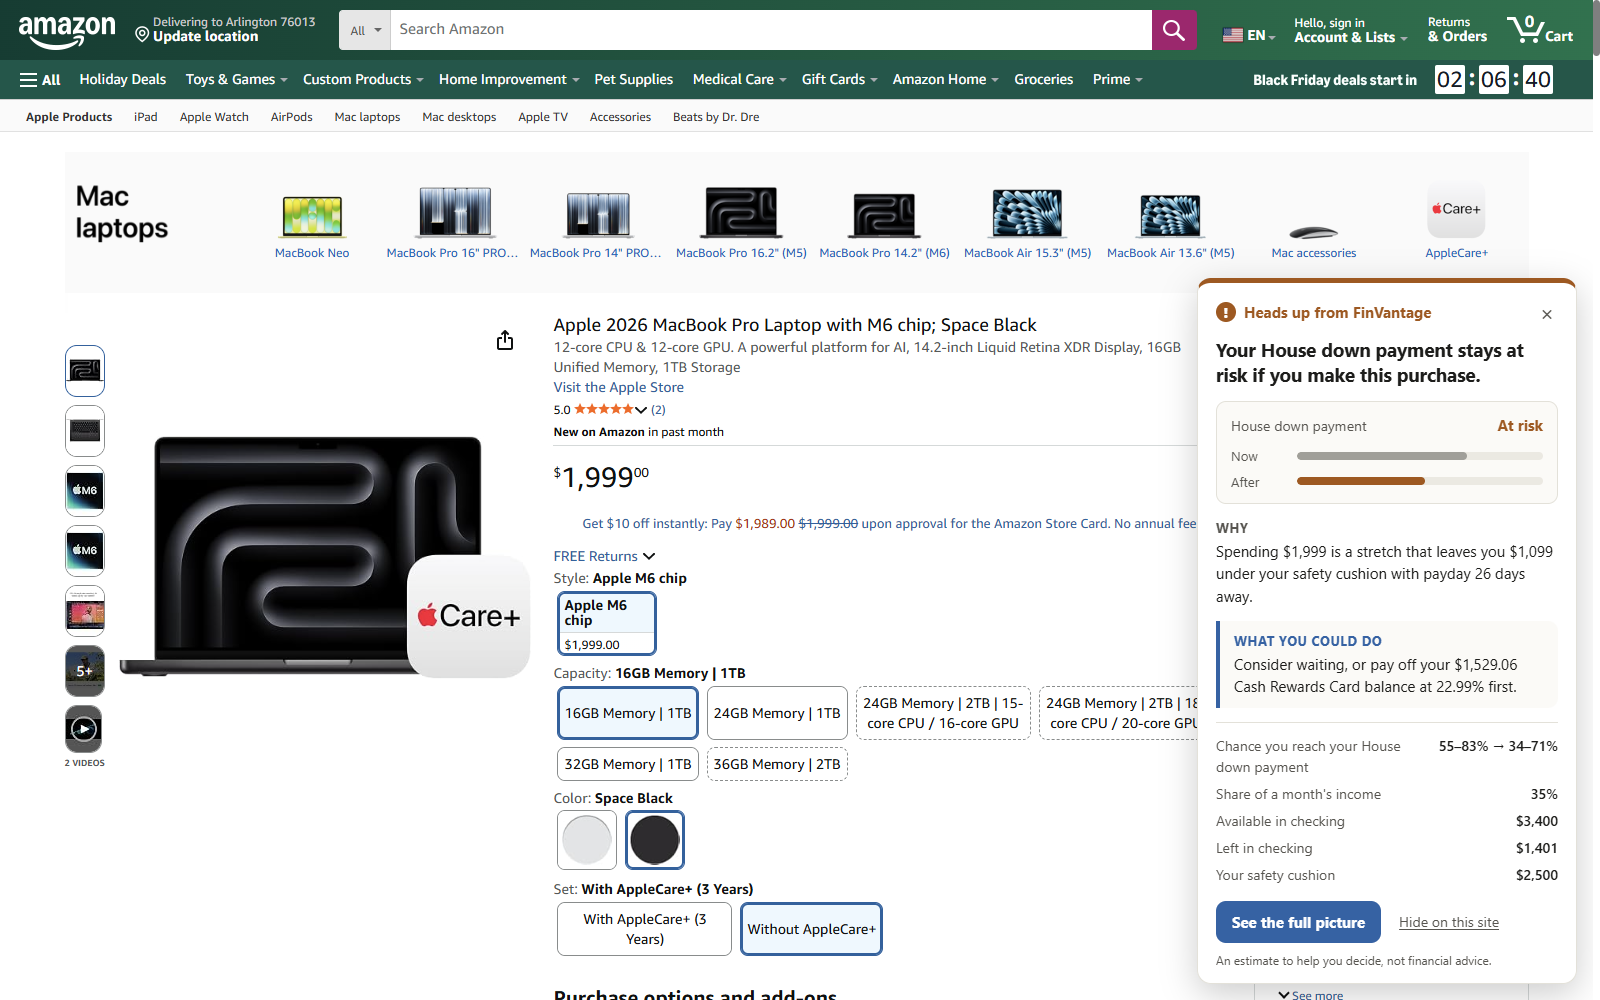 amazon
Delivering to Arlington 76013
Update location
All
Search Amazon
EN
Hello, sign in
Account & Lists
Returns
& Orders
0
Cart
All
Holiday Deals
Toys & Games
Custom Products
Home Improvement
Pet Supplies
Medical Care
Gift Cards
Amazon Home
Groceries
Prime
Black Friday deals start in 02 : 06 : 40
Apple Products
iPad
Apple Watch
AirPods
Mac laptops
Mac desktops
Apple TV
Accessories
Beats by Dr. Dre
Mac
laptops
Care+
MacBook Neo
MacBook Pro 16" PRO...
MacBook Pro 14" PRO...
MacBook Pro 16.2" (M5)
MacBook Pro 14.2" (M6)
MacBook Air 15.3" (M5)
MacBook Air 13.6" (M5)
Mac accessories
AppleCare+
M6
M6
5+
2 VIDEOS
Care+
Apple 2026 MacBook Pro Laptop with M6 chip; Space Black
12-core CPU & 12-core GPU. A powerful platform for AI, 14.2-inch Liquid Retina XDR Display, 16GB
Unified Memory, 1TB Storage
Visit the Apple Store
5.0 (2)
New on Amazon in past month
$1,99900
Get $10 off instantly: Pay $1,989.00 $1,999.00 upon approval for the Amazon Store Card. No annual fee
FREE Returns
Style: Apple M6 chip
Apple M6
chip
$1,999.00
Capacity: 16GB Memory | 1TB
16GB Memory | 1TB
24GB Memory | 1TB
24GB Memory | 2TB | 15-
core CPU / 16-core GPU
24GB Memory | 2TB | 18
core CPU / 20-core GPU
32GB Memory | 1TB
36GB Memory | 2TB
Color: Space Black
Set: With AppleCare+ (3 Years)
With AppleCare+ (3
Years)
Without AppleCare+
Purchase options and add-ons
Heads up from FinVantage
Your House down payment stays at
risk if you make this purchase.
House down payment
At risk
Now
After
WHY
Spending $1,999 is a stretch that leaves you $1,099
under your safety cushion with payday 26 days
away.
WHAT YOU COULD DO
Consider waiting, or pay off your $1,529.06
Cash Rewards Card balance at 22.99% first.
Chance you reach your House
down payment
55–83% → 34–71%
Share of a month's income
35%
Available in checking
$3,400
Left in checking
$1,401
Your safety cushion
$2,500
See the full picture
Hide on this site
An estimate to help you decide, not financial advice.
See more